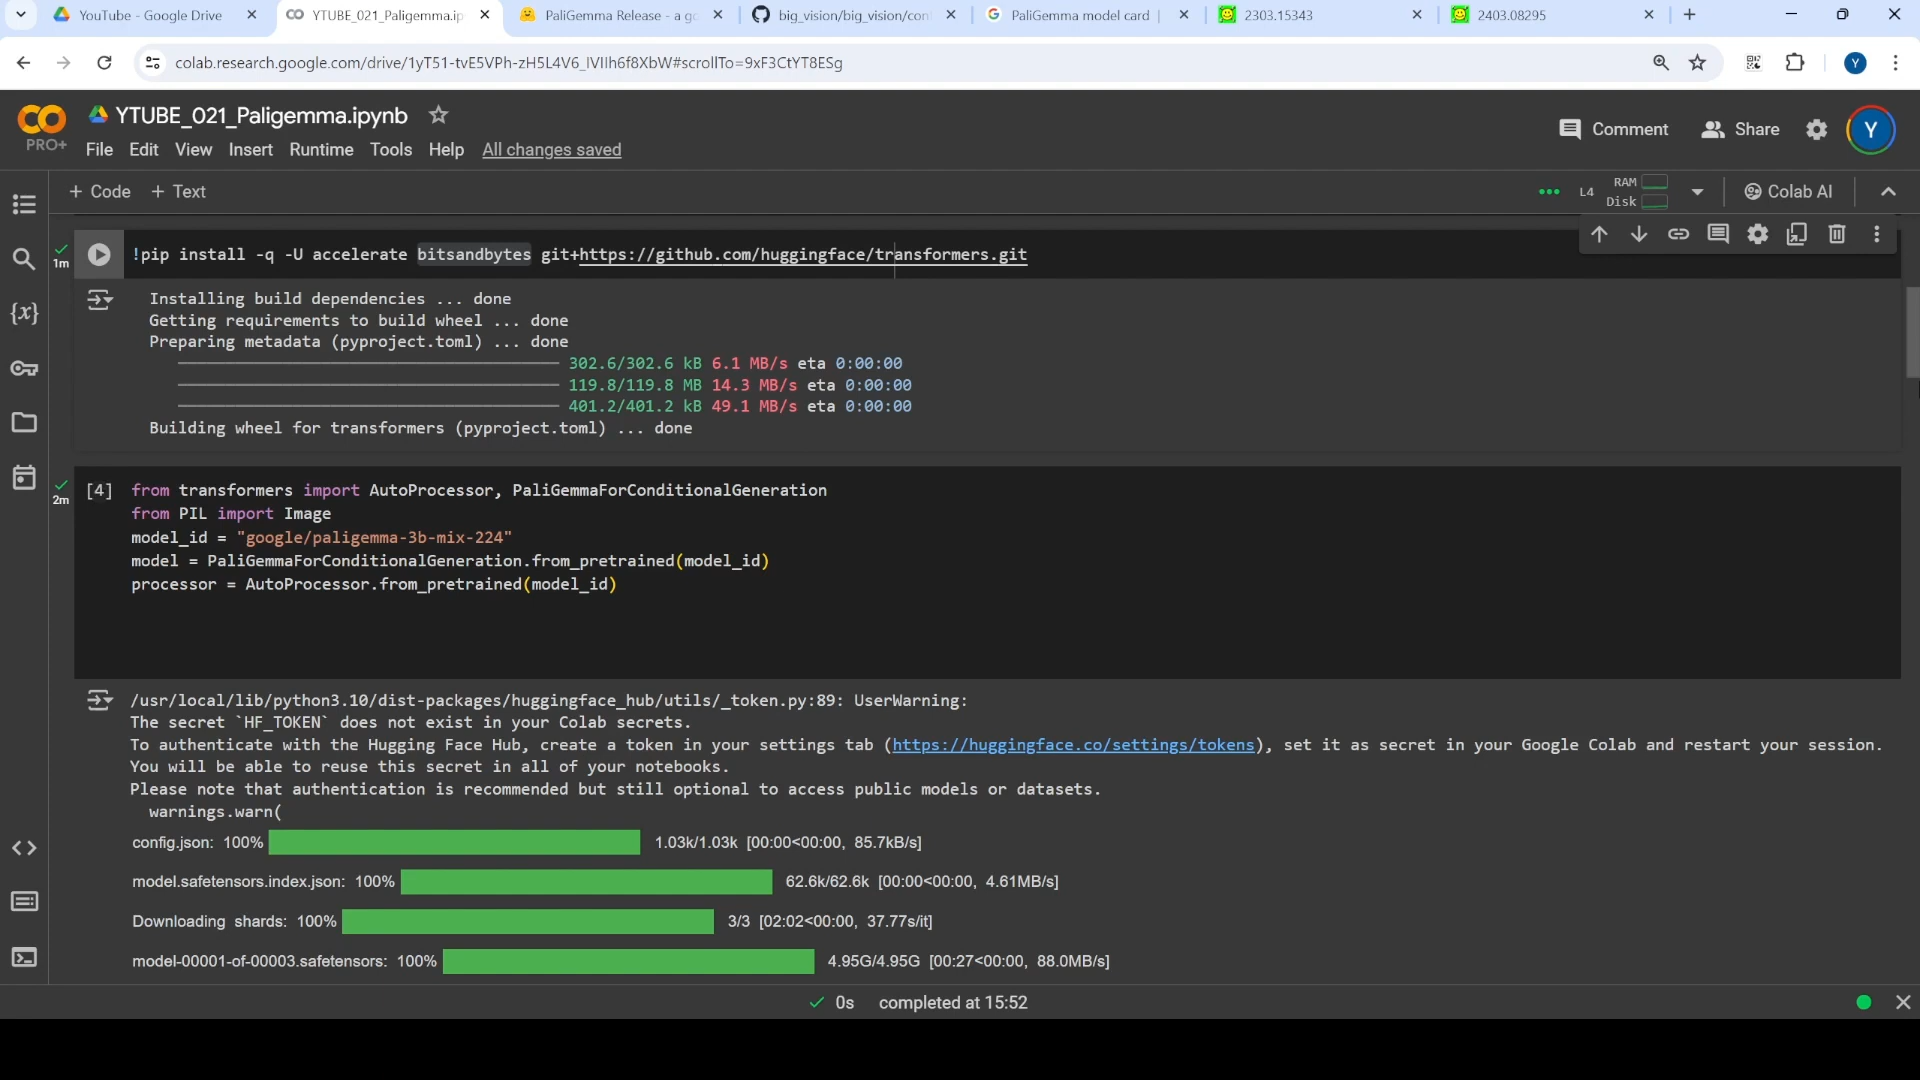 YouTube - Google Drive
YTUBE_021_Paligemma.ip
PaliGemma Release - a go
big_vision/big_vision/con
PaliGemma model card
2303.15343
2403.08295
colab.research.google.com/drive/1yT51-tvE5VPh-zH5L4V6_lVIIh6f8XbW#scrollTo=9xF3CtYT8ESg
Y
CO
PRO+
YTUBE_021_Paligemma.ipynb
Comment
Share
Y
File Edit View Insert Runtime Tools Help All changes saved
+ Code + Text
L4
RAM
Disk
Colab AI
1m
!pip install -q -U accelerate bitsandbytes git+https://github.com/huggingface/transformers.git
Installing build dependencies ... done
Getting requirements to build wheel ... done
Preparing metadata (pyproject.toml) ... done
302.6/302.6 kB 6.1 MB/s eta 0:00:00
119.8/119.8 MB 14.3 MB/s eta 0:00:00
401.2/401.2 kB 49.1 MB/s eta 0:00:00
Building wheel for transformers (pyproject.toml) ... done
2m
[4] from transformers import AutoProcessor, PaliGemmaForConditionalGeneration
from PIL import Image
model_id = "google/paligemma-3b-mix-224"
model = PaliGemmaForConditionalGeneration.from_pretrained(model_id)
processor = AutoProcessor.from_pretrained(model_id)
/usr/local/lib/python3.10/dist-packages/huggingface_hub/utils/_token.py:89: UserWarning:
The secret `HF_TOKEN` does not exist in your Colab secrets.
To authenticate with the Hugging Face Hub, create a token in your settings tab (https://huggingface.co/settings/tokens), set it as secret in your Google Colab and restart your session.
You will be able to reuse this secret in all of your notebooks.
Please note that authentication is recommended but still optional to access public models or datasets.
warnings.warn(
config.json: 100% 1.03k/1.03k [00:00<00:00, 85.7kB/s]
model.safetensors.index.json: 100% 62.6k/62.6k [00:00<00:00, 4.61MB/s]
Downloading shards: 100% 3/3 [02:02<00:00, 37.77s/it]
model-00001-of-00003.safetensors: 100% 4.95G/4.95G [00:27<00:00, 88.0MB/s]
0s completed at 15:52